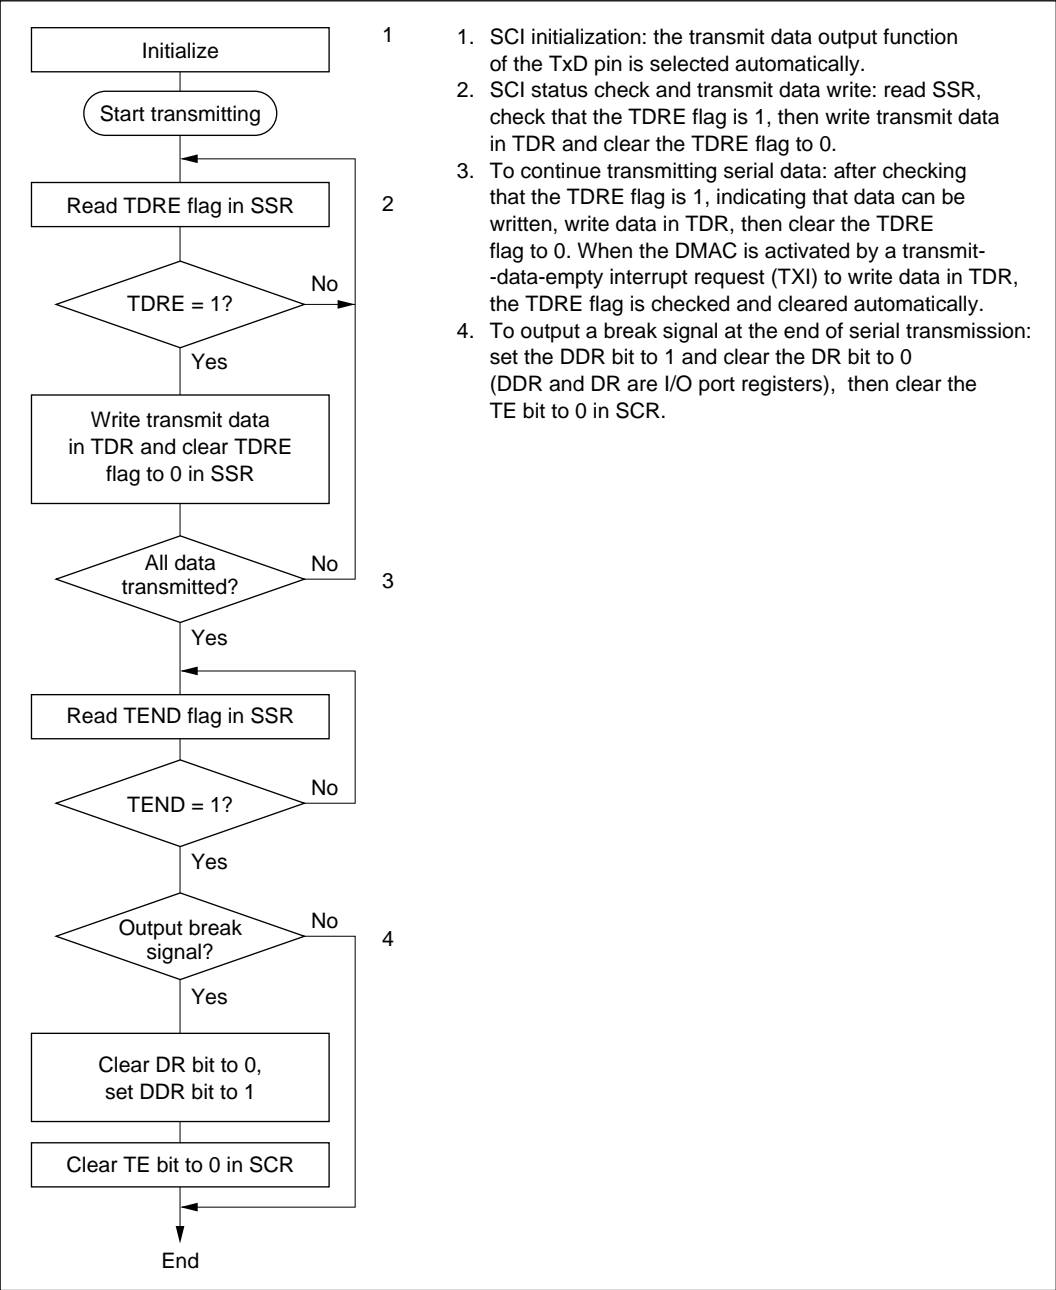 Initialize
1
Start transmitting
Read TDRE flag in SSR
2
TDRE = 1?
No
Yes
Write transmit data
in TDR and clear TDRE
flag to 0 in SSR
All data
transmitted?
No
3
Yes
Read TEND flag in SSR
TEND = 1?
No
Yes
Output break
signal?
No
4
Yes
Clear DR bit to 0,
set DDR bit to 1
Clear TE bit to 0 in SCR
End
1. SCI initialization: the transmit data output function
of the TxD pin is selected automatically.
2. SCI status check and transmit data write: read SSR,
check that the TDRE flag is 1, then write transmit data
in TDR and clear the TDRE flag to 0.
3. To continue transmitting serial data: after checking
that the TDRE flag is 1, indicating that data can be
written, write data in TDR, then clear the TDRE
flag to 0. When the DMAC is activated by a transmit-
-data-empty interrupt request (TXI) to write data in TDR,
the TDRE flag is checked and cleared automatically.
4. To output a break signal at the end of serial transmission:
set the DDR bit to 1 and clear the DR bit to 0
(DDR and DR are I/O port registers), then clear the
TE bit to 0 in SCR.